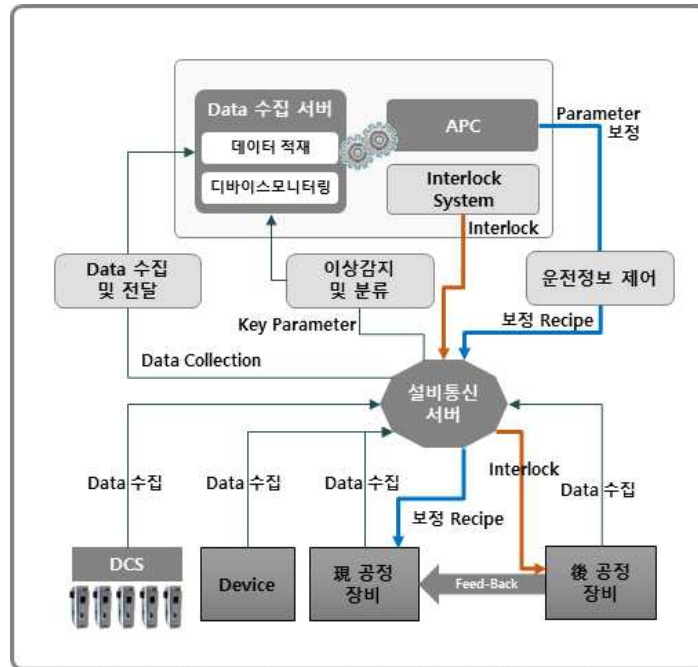 Data 수집 서버
데이터 적재
디바이스모니터링
APC
Interlock
System
Parameter
보정
Interlock
Data 수집
및 전달
이상감지
및 분류
운전정보 제어
Key Parameter
보정 Recipe
Data Collection
설비통신
서버
Data 수집
Data 수집
Data 수집
보정 Recipe
Interlock
Data 수집
DCS
Device
現 공정
장비
Feed-Back
後 공정
장비